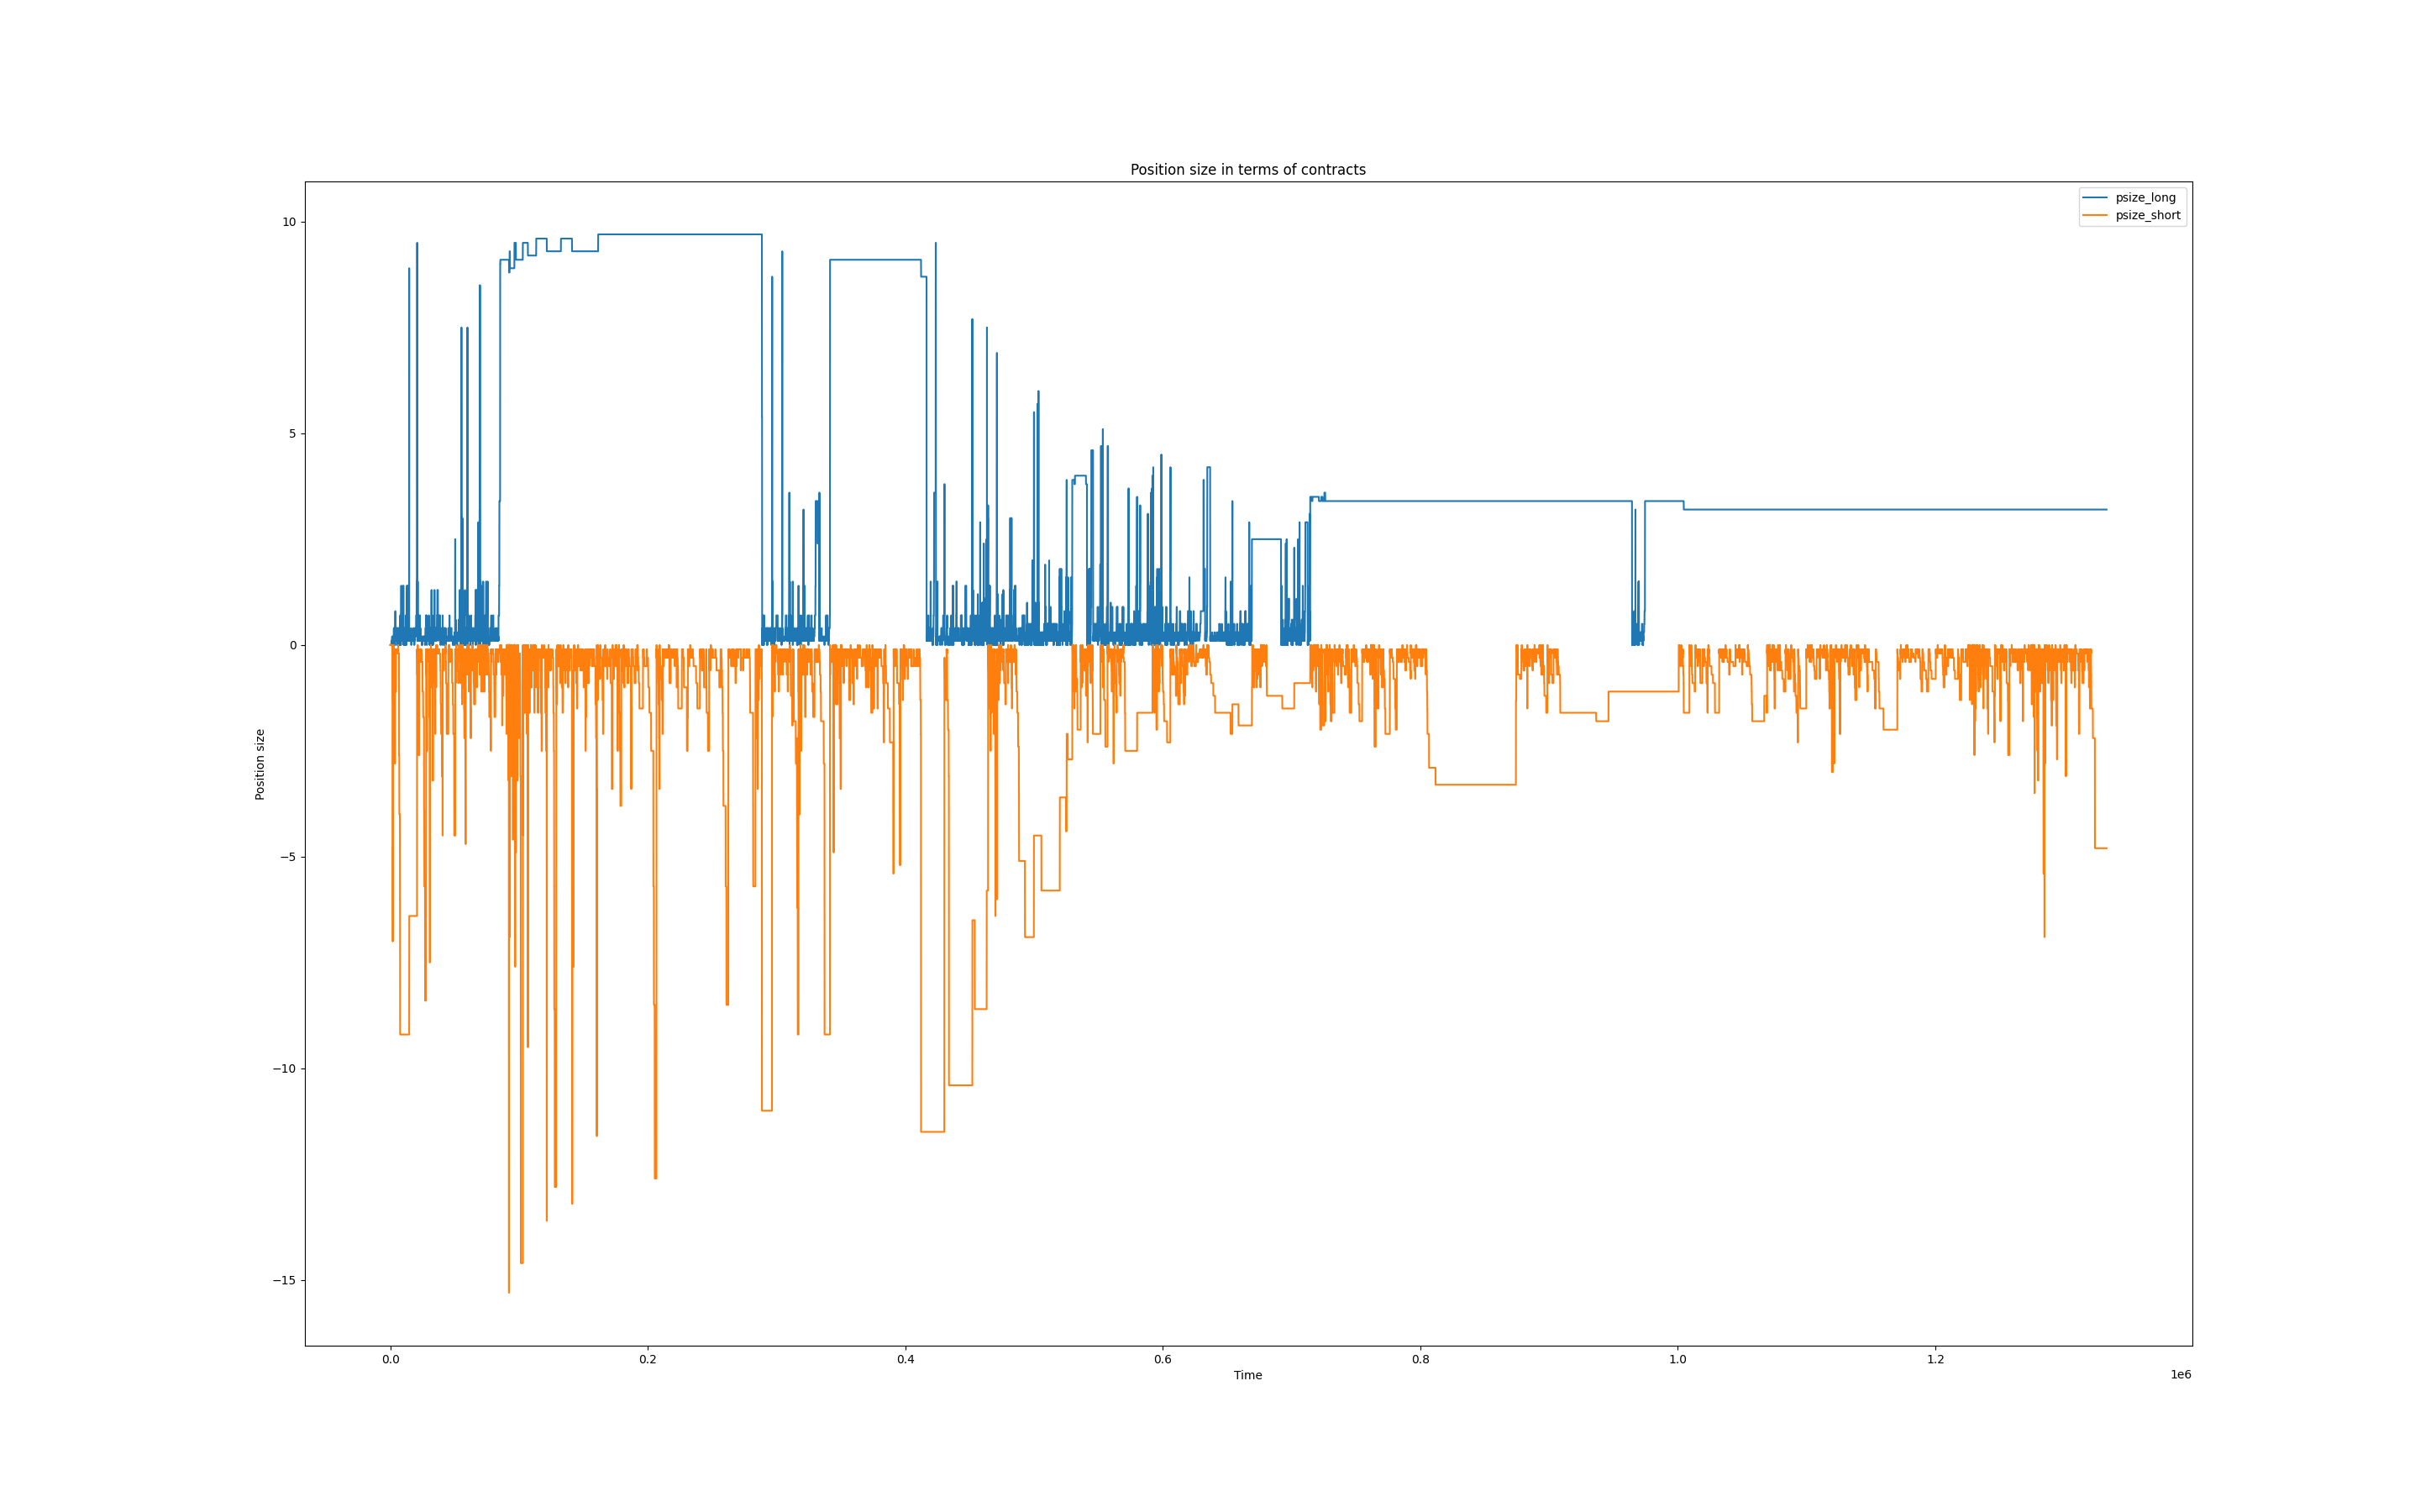 Position size in terms of contracts
psize_long
psize_short
10
5
0
−5
−10
−15
Position size
0.0 0.2 0.4 0.6 0.8 1.0 1.2
Time
1e6